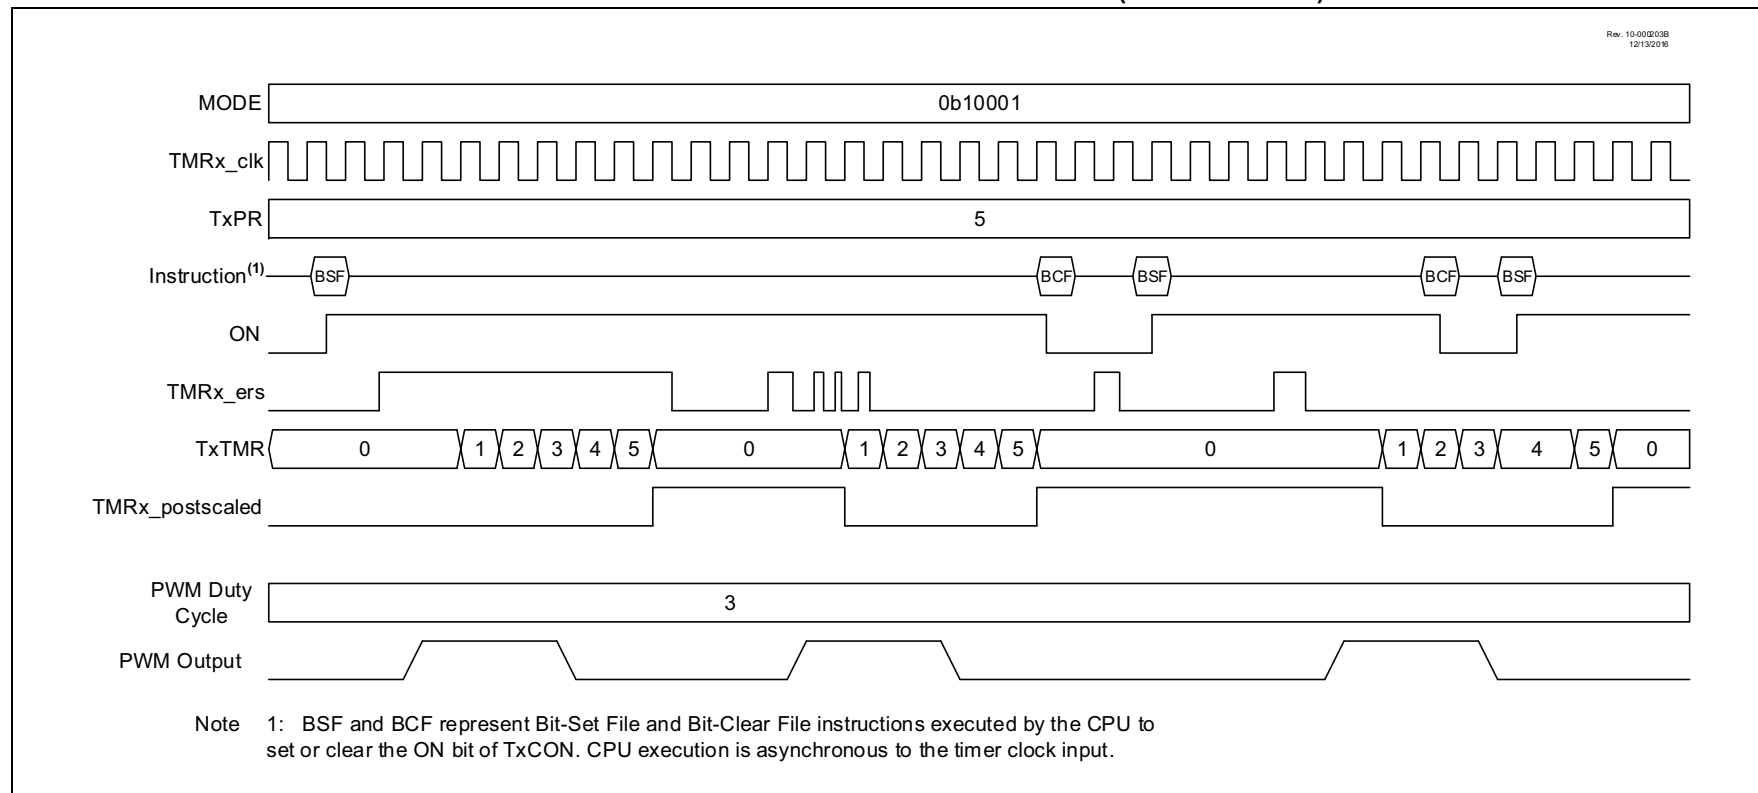 Rev. 10-000203B
12/13/2016
MODE 0b10001
TMRx_clk
TxPR 5
Instruction(1) BSF BCF BSF BCF BSF
ON
TMRx_ers
TxTMR 0 1 2 3 4 5 0 1 2 3 4 5 0 1 2 3 4 5 0
TMRx_postscaled
PWM Duty
Cycle 3
PWM Output
Note 1: BSF and BCF represent Bit-Set File and Bit-Clear File instructions executed by the CPU to
set or clear the ON bit of TxCON. CPU execution is asynchronous to the timer clock input.